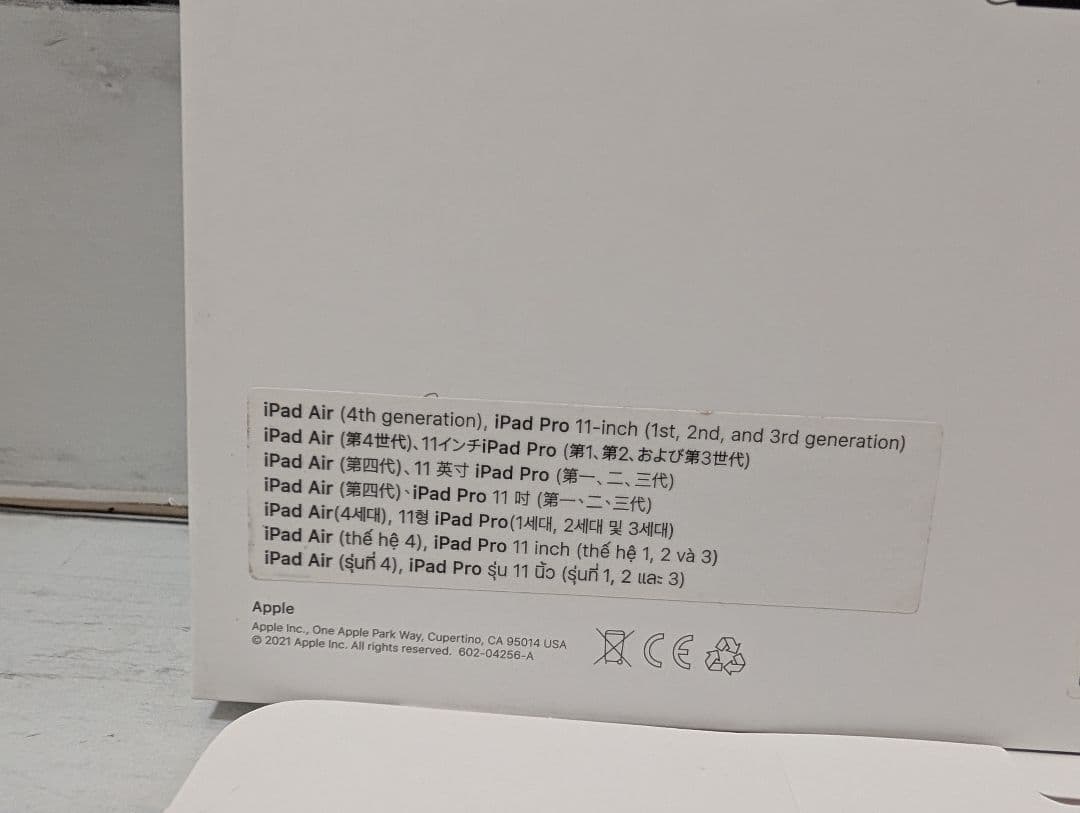 iPad Air (4th generation), iPad Pro 11-inch (1st, 2nd, and 3rd generation)
iPad Air (第4世代)、11インチiPad Pro (第1、第2、および第3世代)
iPad Air (第四代)、11 英寸 iPad Pro (第一、二、三代)
iPad Air (第四代)、iPad Pro 11 吋 (第一、二、三代)
iPad Air(4세대), 11형 iPad Pro(1세대, 2세대 및 3세대)
iPad Air (thế hệ 4), iPad Pro 11 inch (thế hệ 1, 2 và 3)
iPad Air (รุ่นที่ 4), iPad Pro รุ่น 11 นิ้ว (รุ่นที่ 1, 2 และ 3)
Apple
Apple Inc., One Apple Park Way, Cupertino, CA 95014 USA
© 2021 Apple Inc. All rights reserved. 602-04256-A
CE